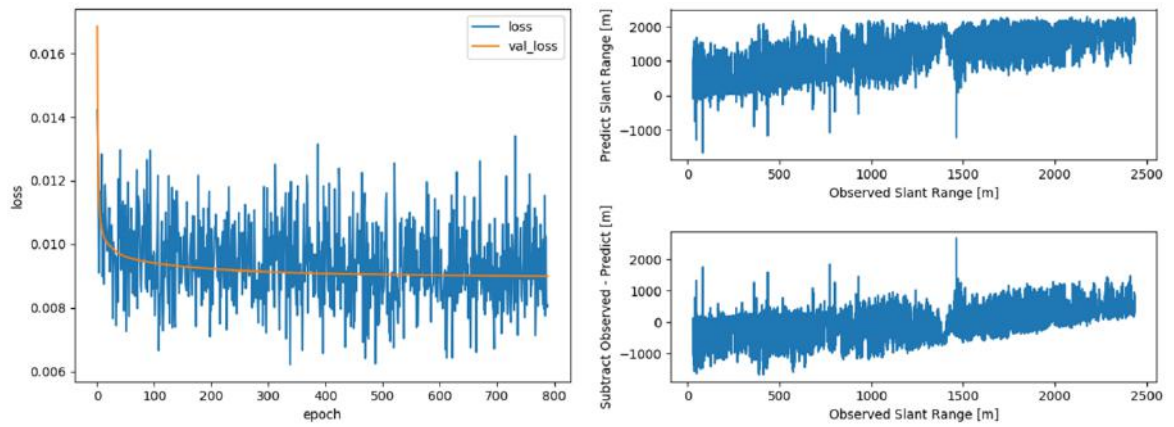 loss
val_loss
0.016
0.014
0.012
0.010
0.008
0.006
loss
0 100 200 300 400 500 600 700 800
epoch
2000
1000
0
−1000
Predict Slant Range [m]
0 500 1000 1500 2000 2500
Observed Slant Range [m]
2000
1000
0
−1000
Subtract Observed - Predict [m]
0 500 1000 1500 2000 2500
Observed Slant Range [m]